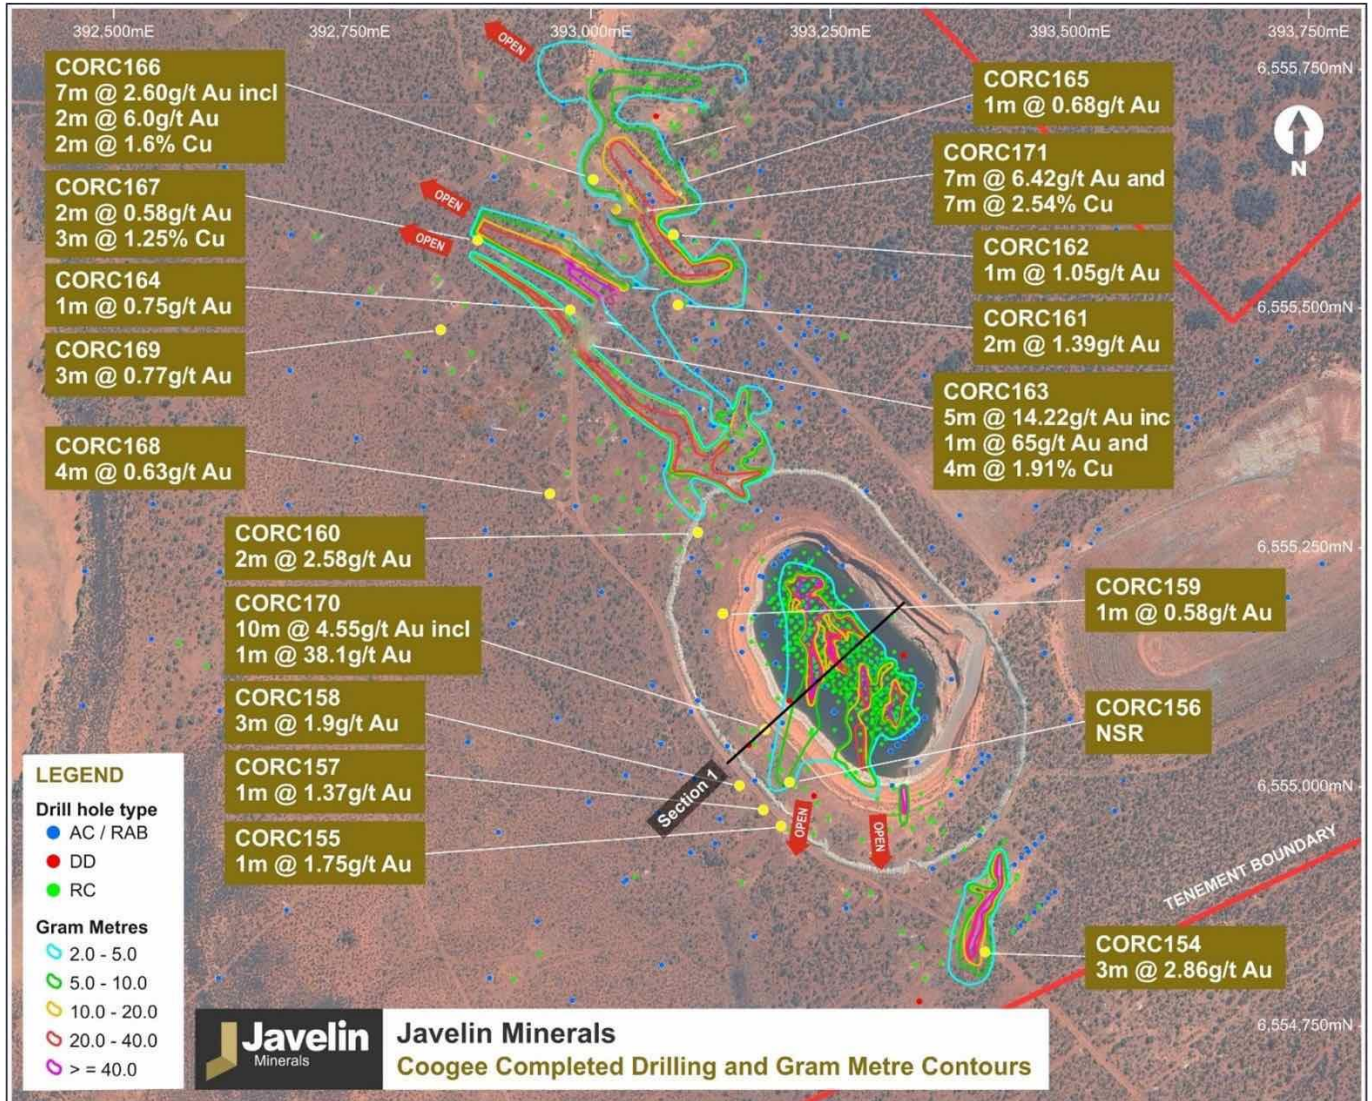 392,500mE
392,750mE
393,000mE
393,250mE
393,500mE
393,750mE
OPEN
6,555,750mN
CORC166
7m @ 2.60g/t Au incl
2m @ 6.0g/t Au
2m @ 1.6% Cu
CORC165
1m @ 0.68g/t Au
N
CORC171
7m @ 6.42g/t Au and
7m @ 2.54% Cu
CORC167
2m @ 0.58g/t Au
3m @ 1.25% Cu
OPEN
OPEN
CORC162
1m @ 1.05g/t Au
CORC164
1m @ 0.75g/t Au
6,555,500mN
CORC161
2m @ 1.39g/t Au
CORC169
3m @ 0.77g/t Au
CORC163
5m @ 14.22g/t Au inc
1m @ 65g/t Au and
4m @ 1.91% Cu
CORC168
4m @ 0.63g/t Au
CORC160
2m @ 2.58g/t Au
6,555,250mN
CORC159
1m @ 0.58g/t Au
CORC170
10m @ 4.55g/t Au incl
1m @ 38.1g/t Au
CORC158
3m @ 1.9g/t Au
CORC156
NSR
CORC157
1m @ 1.37g/t Au
6,555,000mN
Section 1
OPEN
OPEN
CORC155
1m @ 1.75g/t Au
TENEMENT BOUNDARY
CORC154
3m @ 2.86g/t Au
6,554,750mN
LEGEND
Drill hole type
AC / RAB
DD
RC
Gram Metres
2.0 - 5.0
5.0 - 10.0
10.0 - 20.0
20.0 - 40.0
> = 40.0
Javelin
Minerals
Javelin Minerals
Coogee Completed Drilling and Gram Metre Contours